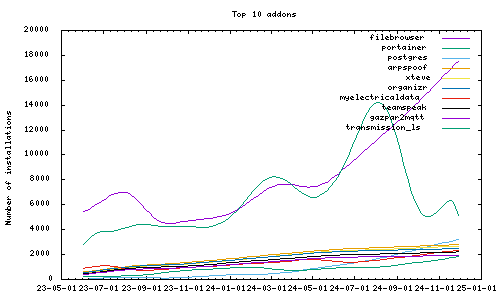 Top 10 addons
20000
18000
16000
14000
12000
10000
8000
6000
4000
2000
0
Number of installations
filebrowser
portainer
postgres
arpspoof
xteve
organizr
myelectricaldata
teamspeak
gazpar2mqtt
transmission_ls
23-05-01 23-07-01 23-09-01 23-11-01 24-01-01 24-03-01 24-05-01 24-07-01 24-09-01 24-11-01 25-01-01